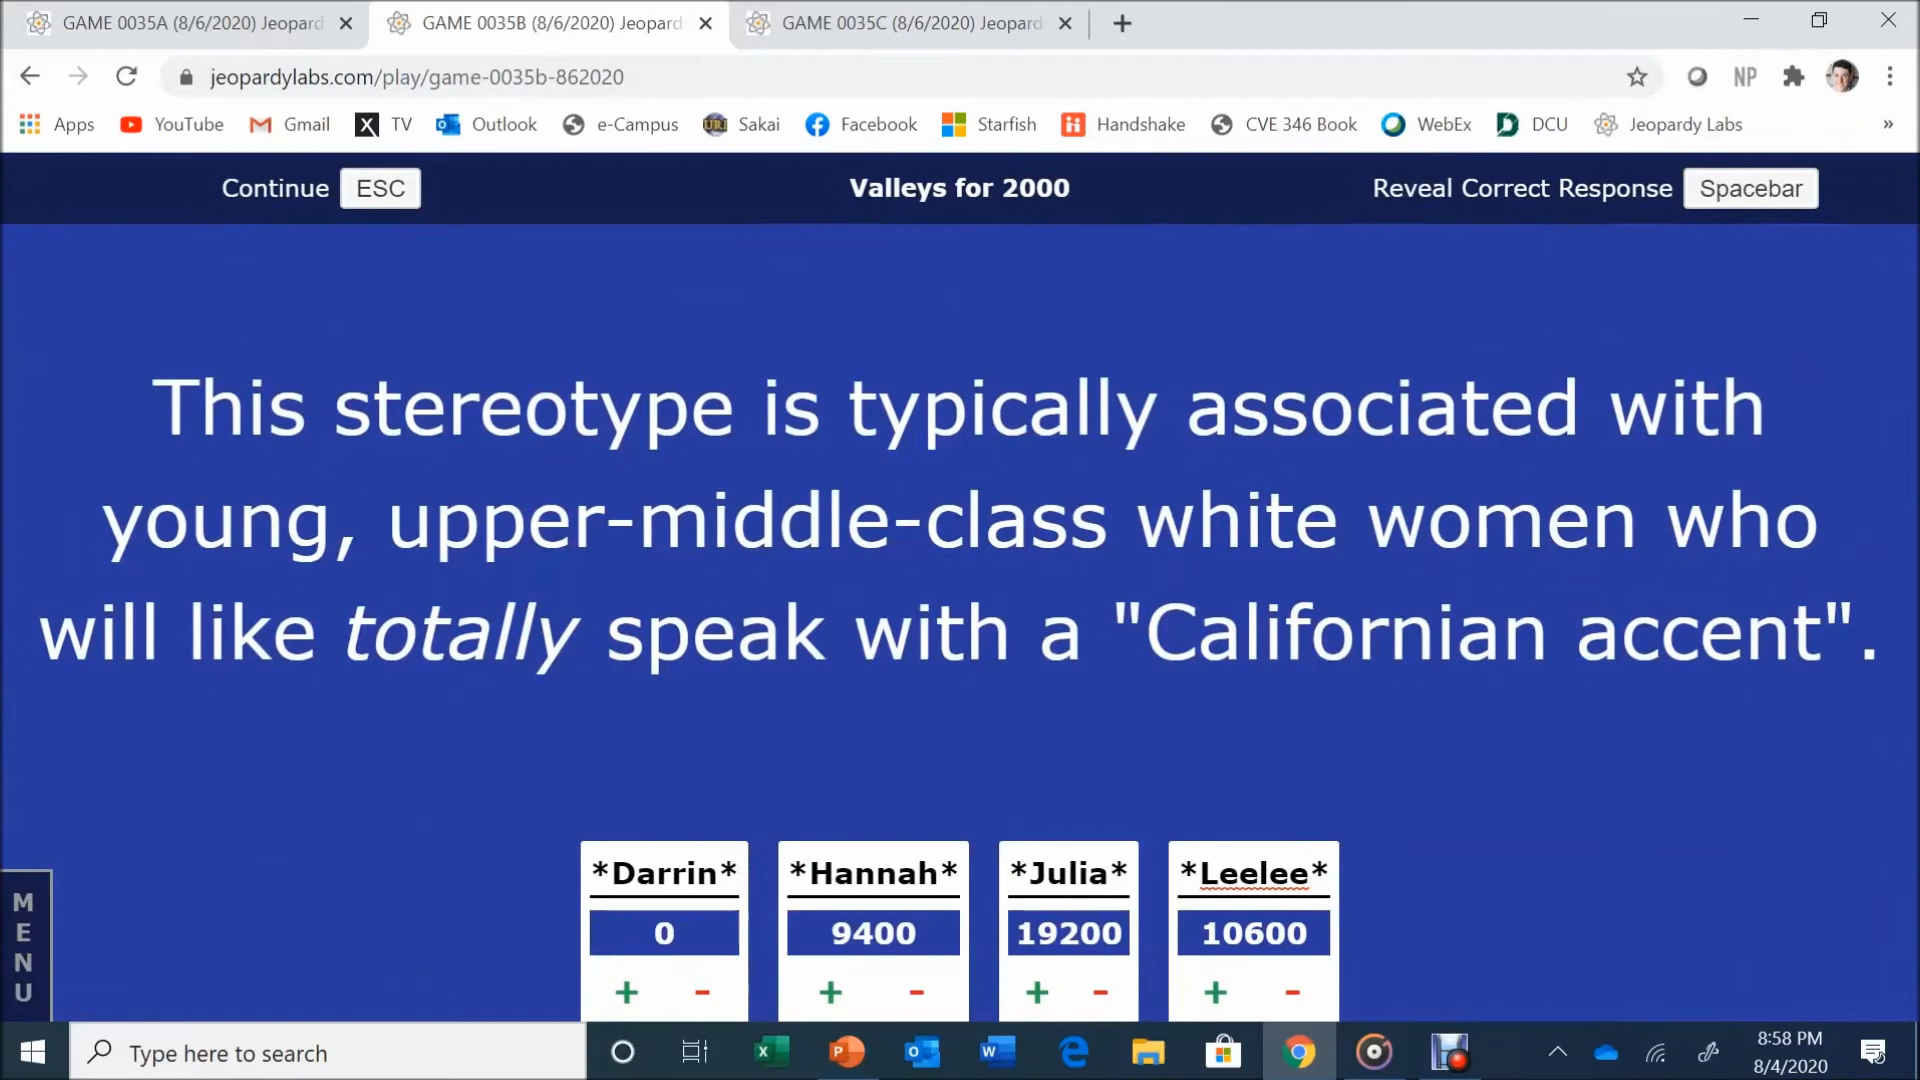 GAME 0035A (8/6/2020) Jeopard
GAME 0035B (8/6/2020) Jeopard
GAME 0035C (8/6/2020) Jeopard
jeopardylabs.com/play/game-0035b-862020
NP
Apps YouTube Gmail TV Outlook e-Campus Sakai Facebook Starfish Handshake CVE 346 Book WebEx DCU Jeopardy Labs »
Continue ESC Valleys for 2000 Reveal Correct Response Spacebar
This stereotype is typically associated with
young, upper-middle-class white women who
will like totally speak with a "Californian accent".
MENU
*Darrin* *Hannah* *Julia* *Leelee*
0 9400 19200 10600
+ - + - + - + -
Type here to search
8:58 PM
8/4/2020